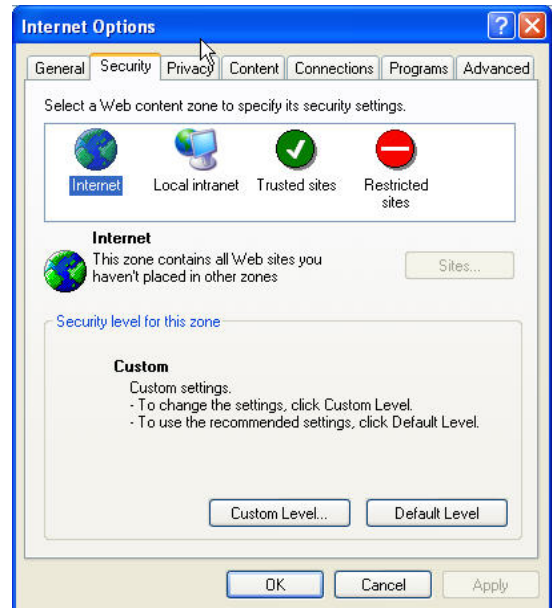 Internet Options
General Security Privacy Content Connections Programs Advanced
Select a Web content zone to specify its security settings.
Internet Local intranet Trusted sites Restricted
sites
Internet
This zone contains all Web sites you
haven't placed in other zones
Sites...
Security level for this zone
Custom
Custom settings.
- To change the settings, click Custom Level.
- To use the recommended settings, click Default Level.
Custom Level... Default Level
OK Cancel Apply